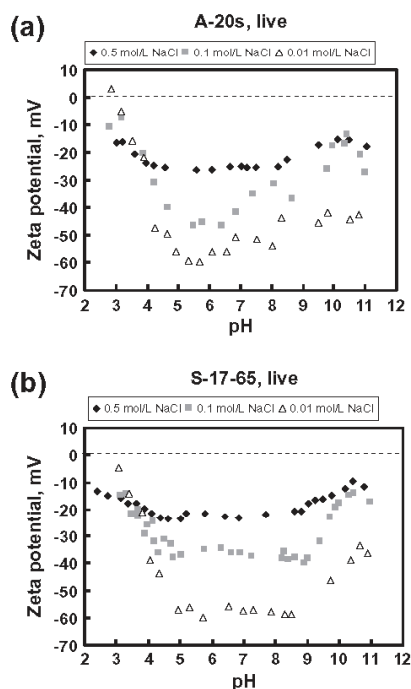 (a)
A-20s, live
◆ 0.5 mol/L NaCl ■ 0.1 mol/L NaCl △ 0.01 mol/L NaCl
10
0
-10
-20
-30
-40
-50
-60
-70
Zeta potential, mV
2 3 4 5 6 7 8 9 10 11 12
pH
(b)
S-17-65, live
◆ 0.5 mol/L NaCl ■ 0.1 mol/L NaCl △ 0.01 mol/L NaCl
10
0
-10
-20
-30
-40
-50
-60
-70
Zeta potential, mV
2 3 4 5 6 7 8 9 10 11 12
pH